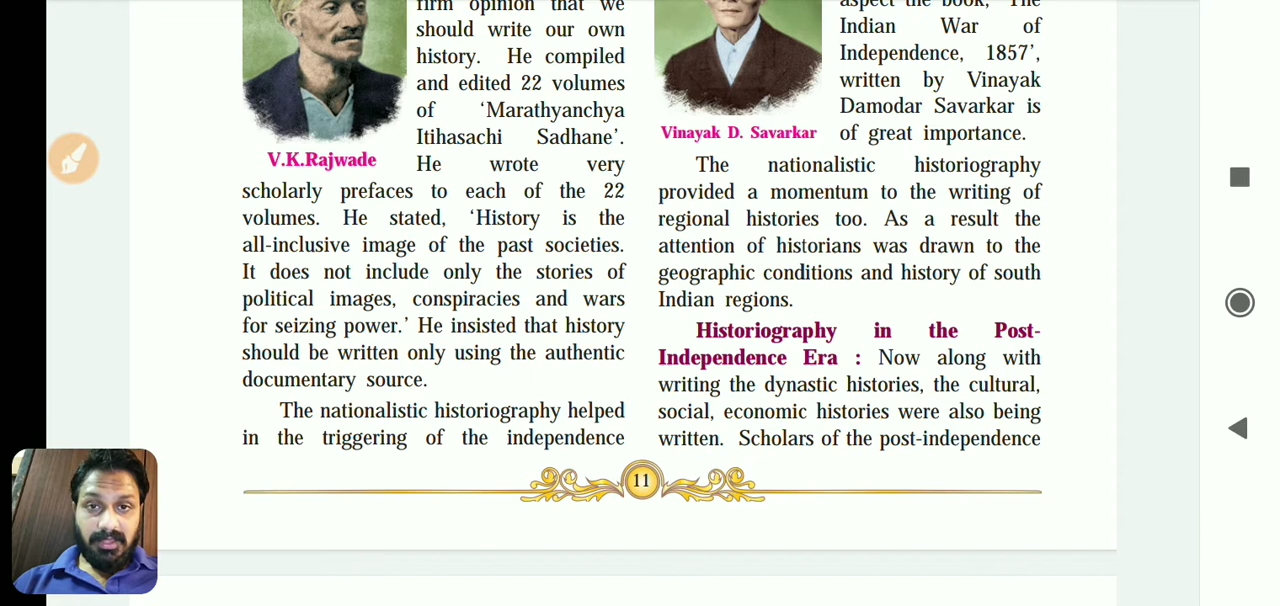 firm opinion that we
should write our own
history. He compiled
and edited 22 volumes
of ‘Marathyanchya
Itihasachi Sadhane’.
V.K.Rajwade
He wrote very
scholarly prefaces to each of the 22
volumes. He stated, ‘History is the
all-inclusive image of the past societies.
It does not include only the stories of
political images, conspiracies and wars
for seizing power.’ He insisted that history
should be written only using the authentic
documentary source.
The nationalistic historiography helped
in the triggering of the independence
aspect the book, ‘The
Indian War of
Independence, 1857’,
written by Vinayak
Damodar Savarkar is
Vinayak D. Savarkar
of great importance.
The nationalistic historiography
provided a momentum to the writing of
regional histories too. As a result the
attention of historians was drawn to the
geographic conditions and history of south
Indian regions.
Historiography in the Post-
Independence Era : Now along with
writing the dynastic histories, the cultural,
social, economic histories were also being
written. Scholars of the post-independence
11